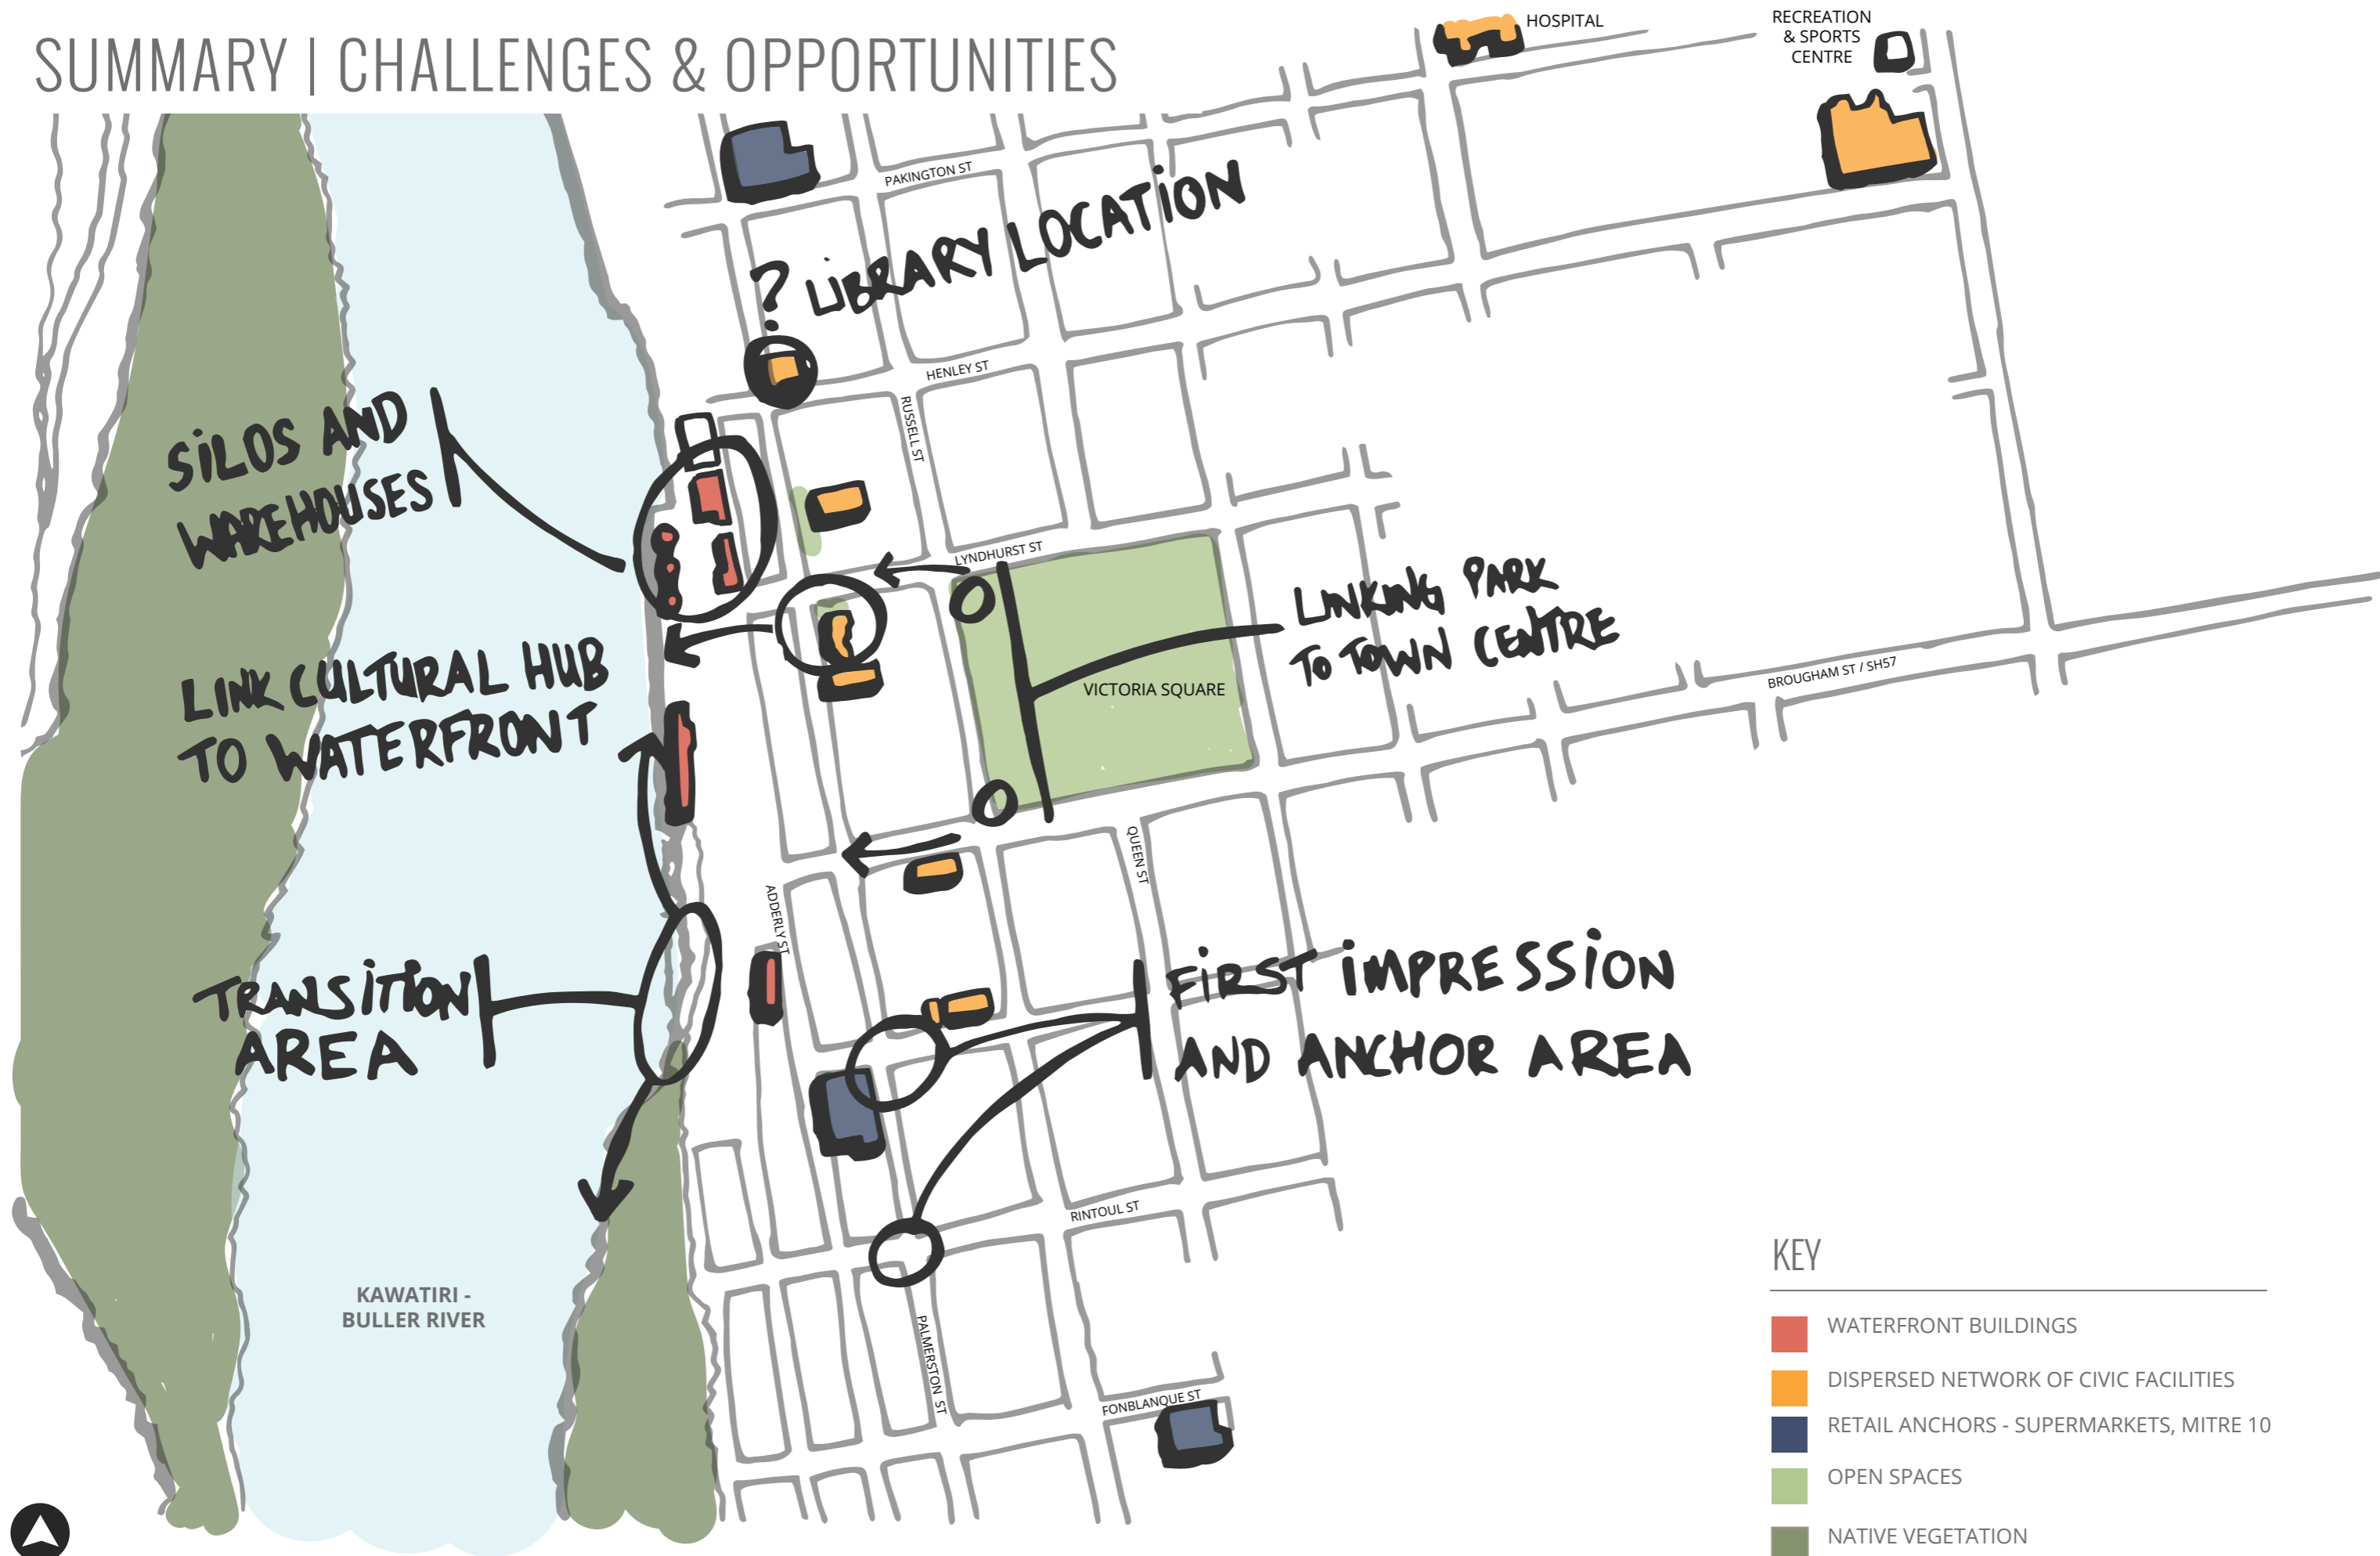 SUMMARY | CHALLENGES & OPPORTUNITIES
HOSPITAL
RECREATION
& SPORTS
CENTRE
PAKINGTON ST
? LIBRARY LOCATION
HENLEY ST
RUSSELL ST
SILOS AND
WAREHOUSES
LYNDHURST ST
LINKING PARK
TO TOWN CENTRE
VICTORIA SQUARE
BROUGHAM ST / SH57
LINK CULTURAL HUB
TO WATERFRONT
QUEEN ST
ADDERLY ST
TRANSITION
AREA
FIRST IMPRESSION
AND ANCHOR AREA
RINTOUL ST
KAWATIRI -
BULLER RIVER
PALMERSTON ST
FONBLANQUE ST
KEY
WATERFRONT BUILDINGS
DISPERSED NETWORK OF CIVIC FACILITIES
RETAIL ANCHORS - SUPERMARKETS, MITRE 10
OPEN SPACES
NATIVE VEGETATION